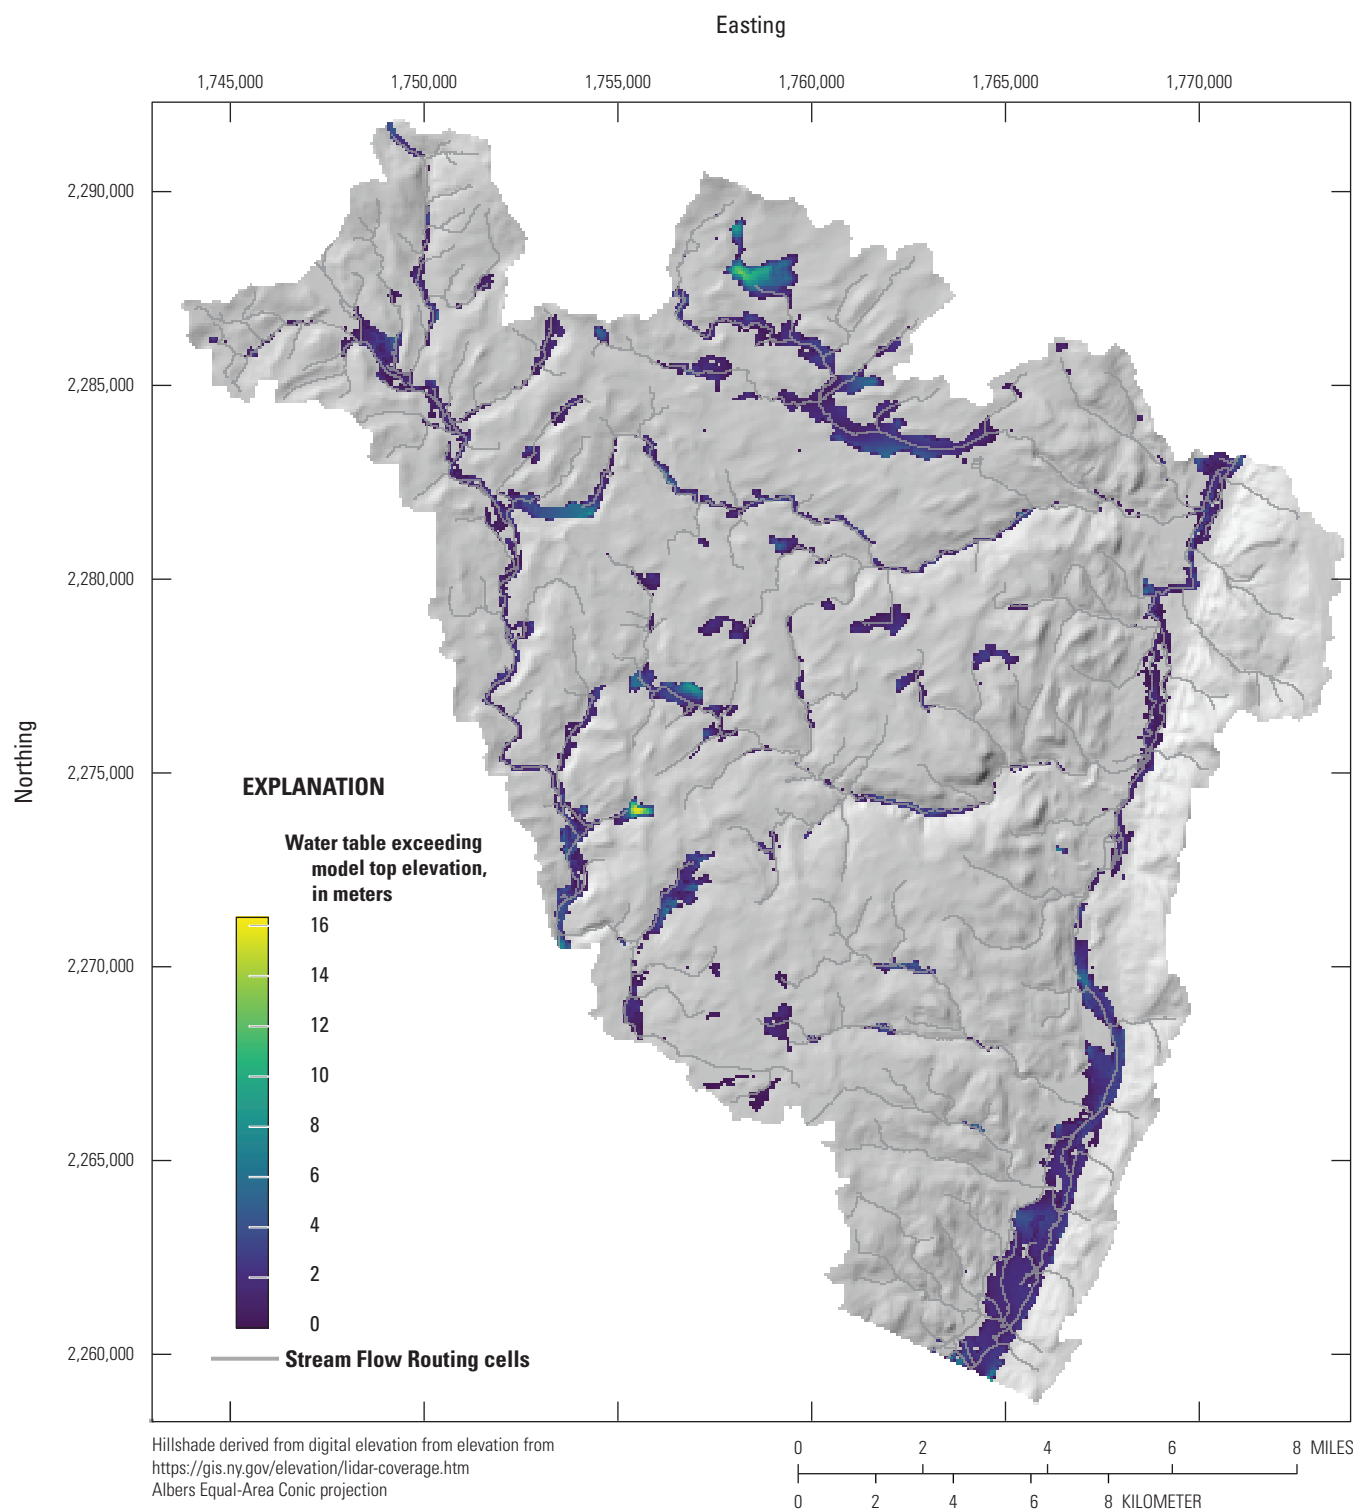 Easting
1,745,000 1,750,000 1,755,000 1,760,000 1,765,000 1,770,000
2,290,000
2,285,000
2,280,000
2,275,000
2,270,000
2,265,000
2,260,000
Northing
EXPLANATION
Water table exceeding
model top elevation,
in meters
16
14
12
10
8
6
4
2
0
Stream Flow Routing cells
Hillshade derived from digital elevation from elevation from
https://gis.ny.gov/elevation/lidar-coverage.htm
Albers Equal-Area Conic projection
0 2 4 6 8 MILES
0 2 4 6 8 KILOMETER